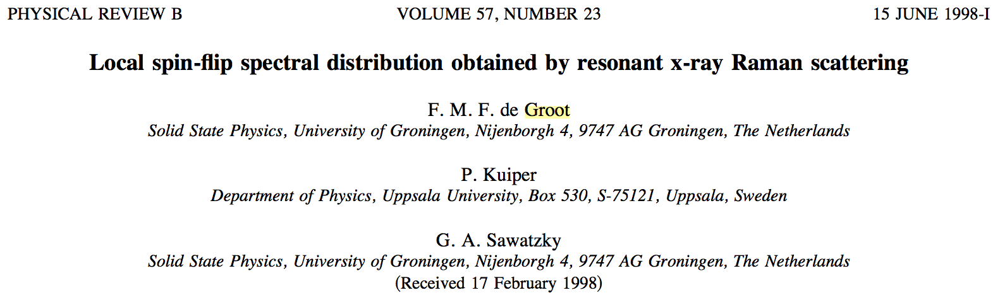 PHYSICAL REVIEW B VOLUME 57, NUMBER 23 15 JUNE 1998-I
Local spin-flip spectral distribution obtained by resonant x-ray Raman scattering
F. M. F. de Groot
Solid State Physics, University of Groningen, Nijenborgh 4, 9747 AG Groningen, The Netherlands
P. Kuiper
Department of Physics, Uppsala University, Box 530, S-75121, Uppsala, Sweden
G. A. Sawatzky
Solid State Physics, University of Groningen, Nijenborgh 4, 9747 AG Groningen, The Netherlands
(Received 17 February 1998)